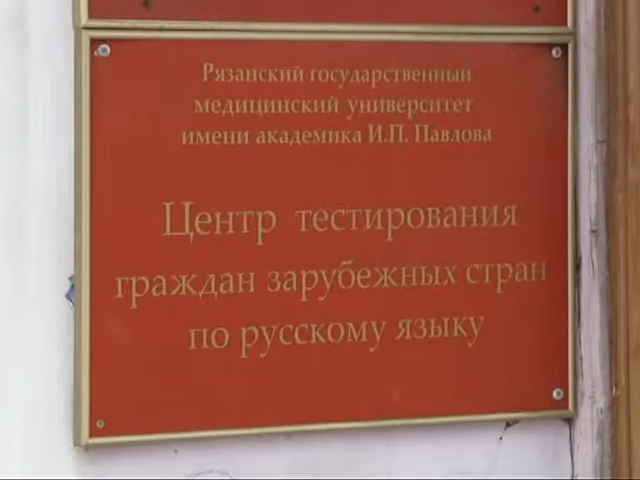 Рязанский государственный
медицинский университет
имени академика И.П. Павлова
Центр тестирования
граждан зарубежных стран
по русскому языку